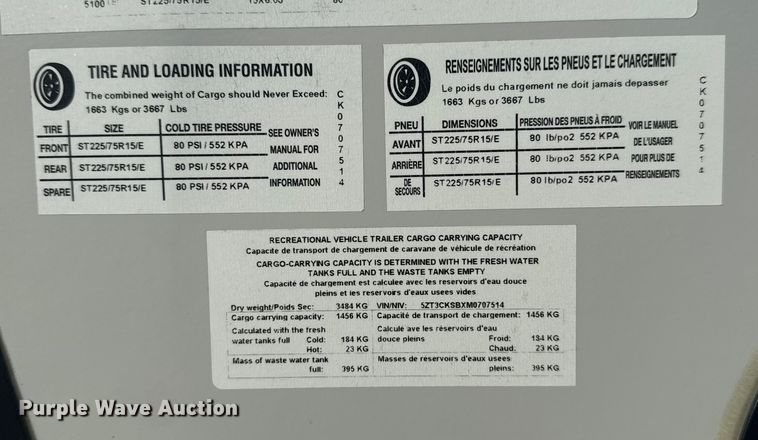 5100
ST225/75R15/E
TIRE AND LOADING INFORMATION
The combined weight of Cargo should Never Exceed:
1663 Kgs or 3667 Lbs
TIRE SIZE COLD TIRE PRESSURE
FRONT ST225/75R15/E 80 PSI / 552 KPA
REAR ST225/75R15/E 80 PSI / 552 KPA
SPARE ST225/75R15/E 80 PSI / 552 KPA
SEE OWNER'S
MANUAL FOR
ADDITIONAL
INFORMATION
CK0707514
RENSEIGNEMENTS SUR LES PNEUS ET LE CHARGEMENT
Le poids du chargement ne doit jamais depasser
1663 Kgs or 3667 Lbs
PNEU DIMENSIONS PRESSION DES PNEUS À FROID
AVANT ST225/75R15/E 80 lb/po2 552 KPA
ARRIÈRE ST225/75R15/E 80 lb/po2 552 KPA
DE SECOURS ST225/75R15/E 80 lb/po2 552 KPA
VOIR LE MANUEL
DE L'USAGER
POUR PLUS DE
RENSEIGNEMENTS
CK0707514
RECREATIONAL VEHICLE TRAILER CARGO CARRYING CAPACITY
Capacite de transport de chargement de caravane de véhicule de récréation
CARGO-CARRYING CAPACITY IS DETERMINED WITH THE FRESH WATER
TANKS FULL AND THE WASTE TANKS EMPTY
Capacité de chargement est calculee avec les reservoirs d'eau douce
pleins et les reservoirs d'eaux usees vides
Dry weight/Poids Sec: 3484 KG VIN/NIV: 5ZT3CKSBXM0707514
Cargo carrying capacity: 1456 KG Capacité de transport de chargement: 1456 KG
Calculated with the fresh Calculé ave les réservoirs d'eau
water tanks full Cold: 184 KG douce pleins Froid: 184 KG
Hot: 23 KG Chaud: 23 KG
Mass of waste water tank Masses de reservoirs d'eaux usees
full: 395 KG pleins: 395 KG
Purple Wave Auction